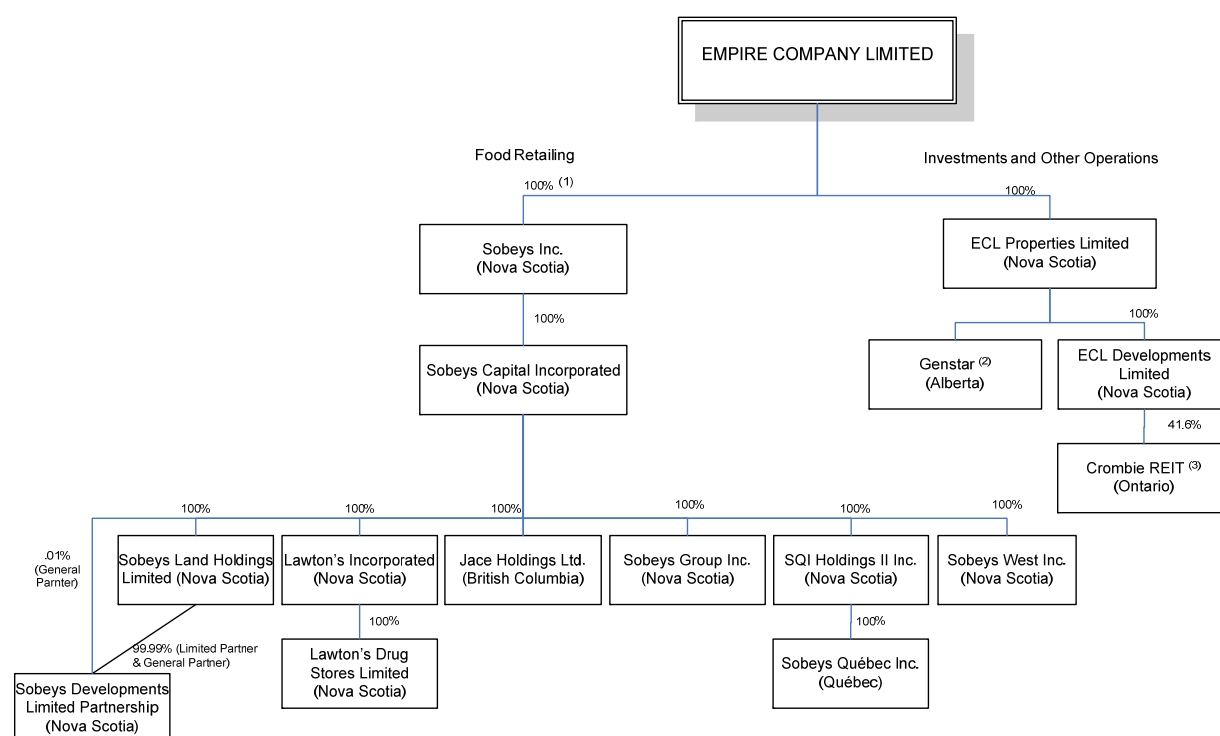 EMPIRE COMPANY LIMITED
Food Retailing
Investments and Other Operations
100% (1)
100%
Sobeys Inc.
(Nova Scotia)
ECL Properties Limited
(Nova Scotia)
100%
100%
Sobeys Capital Incorporated
(Nova Scotia)
Genstar (2)
(Alberta)
ECL Developments
Limited
(Nova Scotia)
41.6%
Crombie REIT (3)
(Ontario)
100%
100%
100%
100%
100%
100%
.01%
(General
Parnter)
Sobeys Land Holdings
Limited (Nova Scotia)
Lawton's Incorporated
(Nova Scotia)
Jace Holdings Ltd.
(British Columbia)
Sobeys Group Inc.
(Nova Scotia)
SQI Holdings II Inc.
(Nova Scotia)
Sobeys West Inc.
(Nova Scotia)
99.99% (Limited Partner
& General Partner)
100%
100%
Sobeys Developments
Limited Partnership
(Nova Scotia)
Lawton's Drug
Stores Limited
(Nova Scotia)
Sobeys Québec Inc.
(Québec)